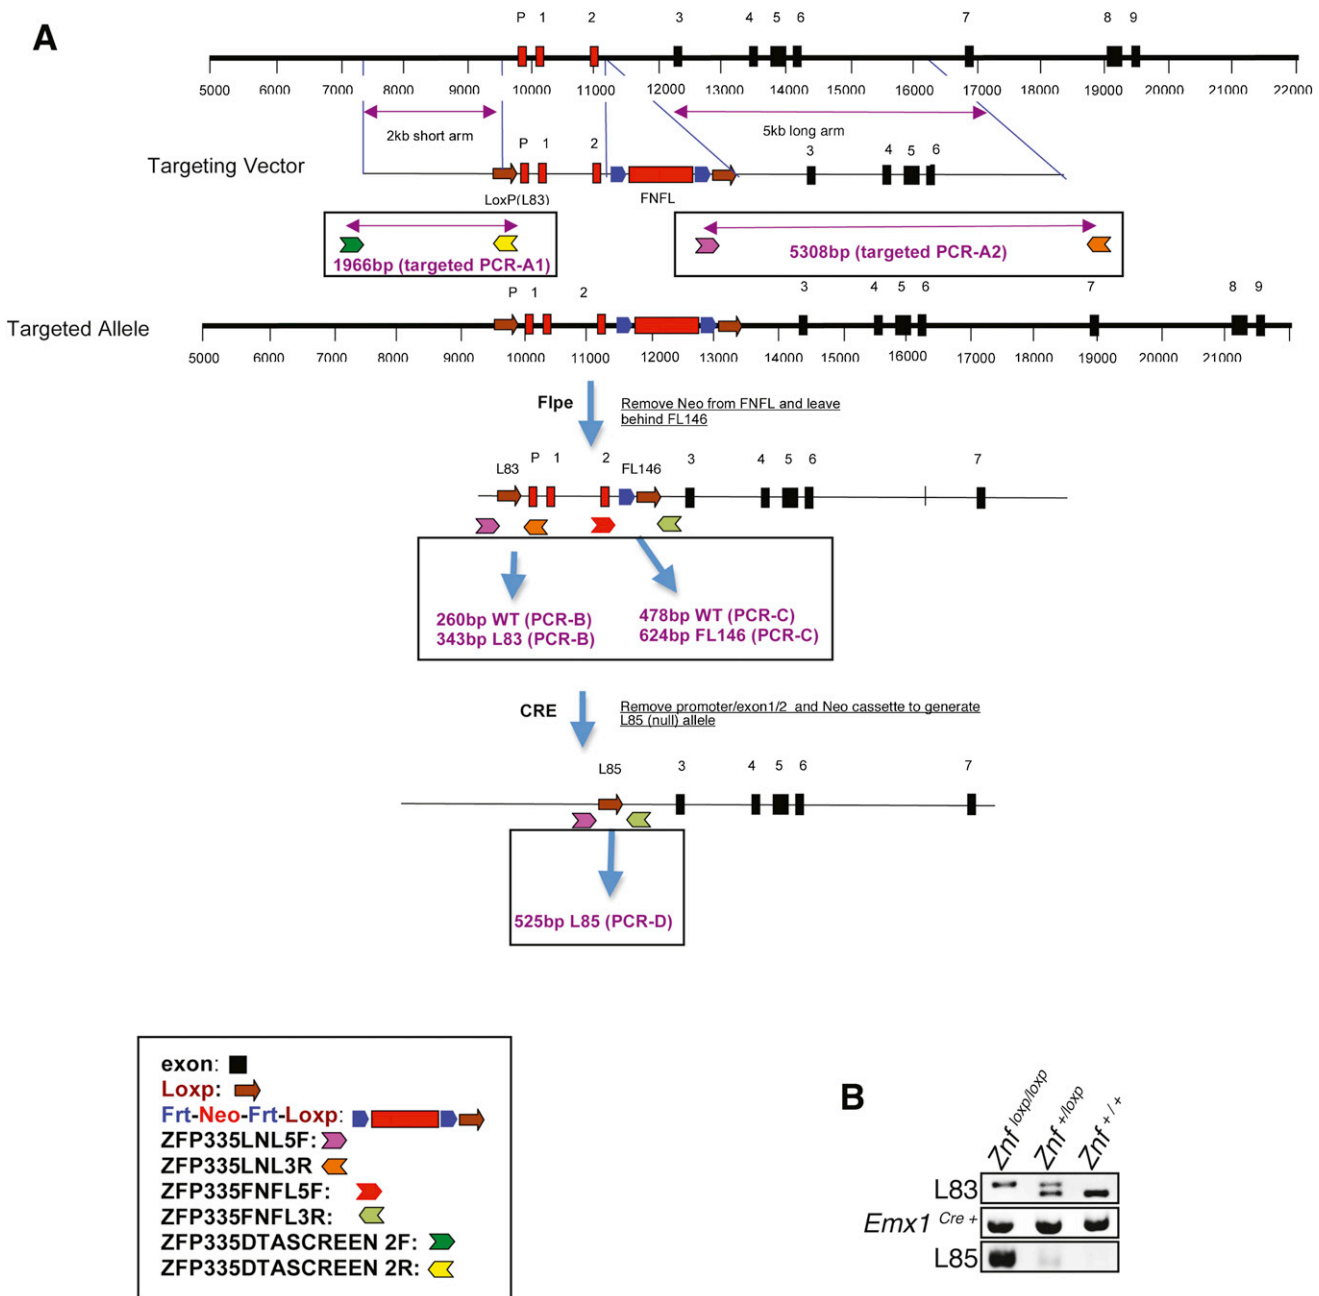 A
P 1 2 3 4 5 6 7 8 9
5000 6000 7000 8000 9000 10000 11000 12000 13000 14000 15000 16000 17000 18000 19000 20000 21000 22000
2kb short arm
5kb long arm
Targeting Vector
P 1 2 3 4 5 6
LoxP(L83)
FNFL
1966bp (targeted PCR-A1)
5308bp (targeted PCR-A2)
P 1 2 3 4 5 6 7 8 9
Targeted Allele
5000 6000 7000 8000 9000 10000 11000 12000 13000 14000 15000 16000 17000 18000 19000 20000 21000
Flpe
Remove Neo from FNFL and leave
behind FL146
L83 P 1 2 FL146 3 4 5 6 7
260bp WT (PCR-B)
343bp L83 (PCR-B)
478bp WT (PCR-C)
624bp FL146 (PCR-C)
CRE
Remove promoter/exon1/2 and Neo cassette to generate
L85 (null) allele
L85 3 4 5 6 7
525bp L85 (PCR-D)
exon:
Loxp:
Frt-Neo-Frt-Loxp:
ZFP335LNL5F:
ZFP335LNL3R
ZFP335FNFL5F:
ZFP335FNFL3R:
ZFP335DTASCREEN 2F:
ZFP335DTASCREEN 2R:
B
Znf loxp/loxp
Znf +/loxp
Znf +/+
L83
Emx1 Cre +
L85